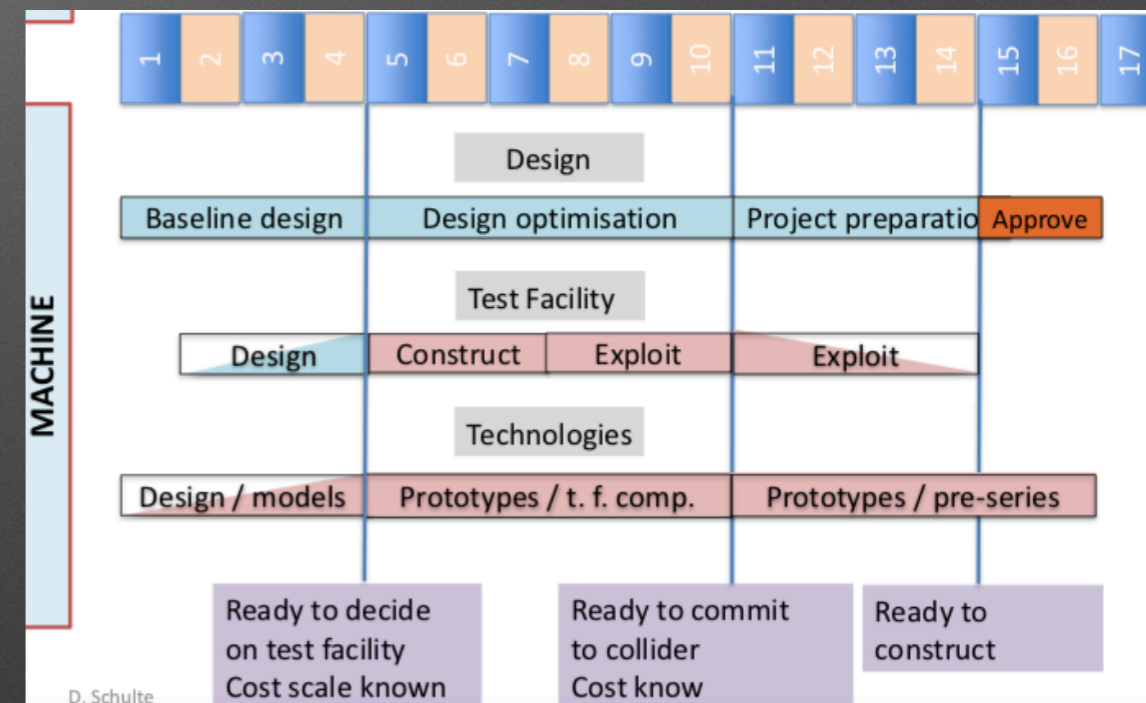 1 2 3 4 5 6 7 8 9 10 11 12 13 14 15 16 17
MACHINE
Design
Baseline design Design optimisation Project preparatio Approve
Test Facility
Design Construct Exploit Exploit
Technologies
Design / models Prototypes / t. f. comp. Prototypes / pre-series
Ready to decide
on test facility
Cost scale known
Ready to commit
to collider
Cost know
Ready to
construct
D. Schulte